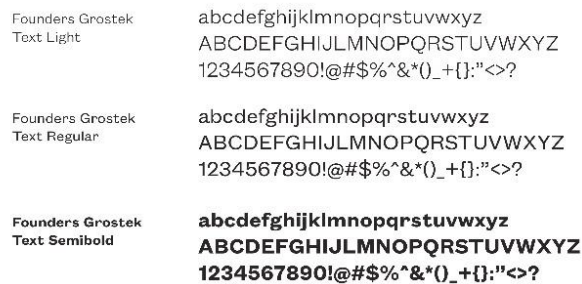 Founders Grostek
Text Light
abcdefghijklmnopqrstuvwxyz
ABCDEFGHIJLMNOPQRSTUVWXYZ
1234567890!@#$%^&*()_+{}:”<>?
Founders Grostek
Text Regular
abcdefghijklmnopqrstuvwxyz
ABCDEFGHIJLMNOPQRSTUVWXYZ
1234567890!@#$%^&*()_+{}:”<>?
Founders Grostek
Text Semibold
abcdefghijklmnopqrstuvwxyz
ABCDEFGHIJLMNOPQRSTUVWXYZ
1234567890!@#$%^&*()_+{}:”<>?